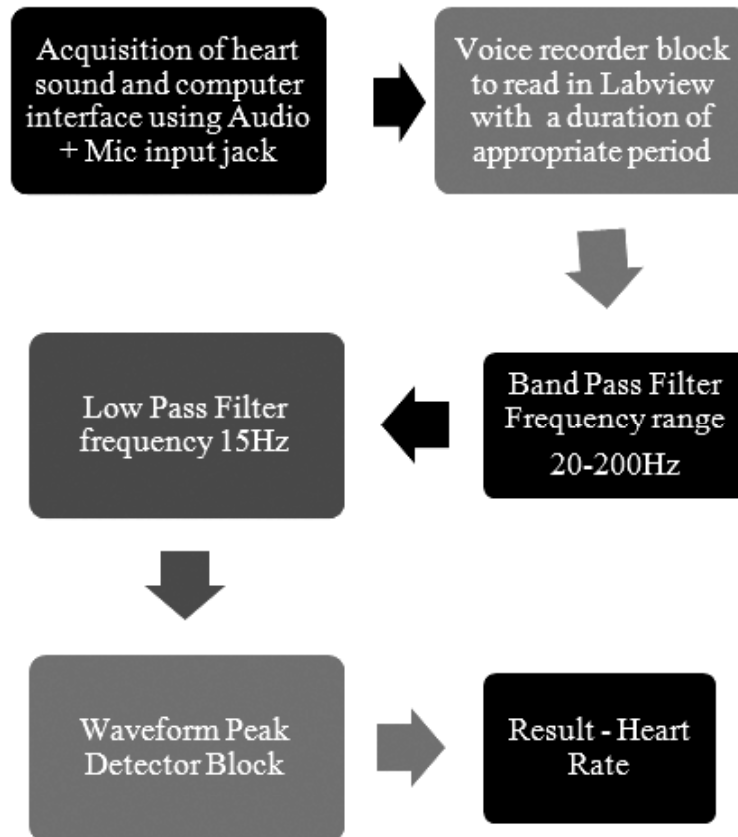 Acquisition of heart
sound and computer
interface using Audio
+ Mic input jack
Voice recorder block
to read in Labview
with a duration of
appropriate period
Band Pass Filter
Frequency range
20-200Hz
Low Pass Filter
frequency 15Hz
Waveform Peak
Detector Block
Result - Heart
Rate